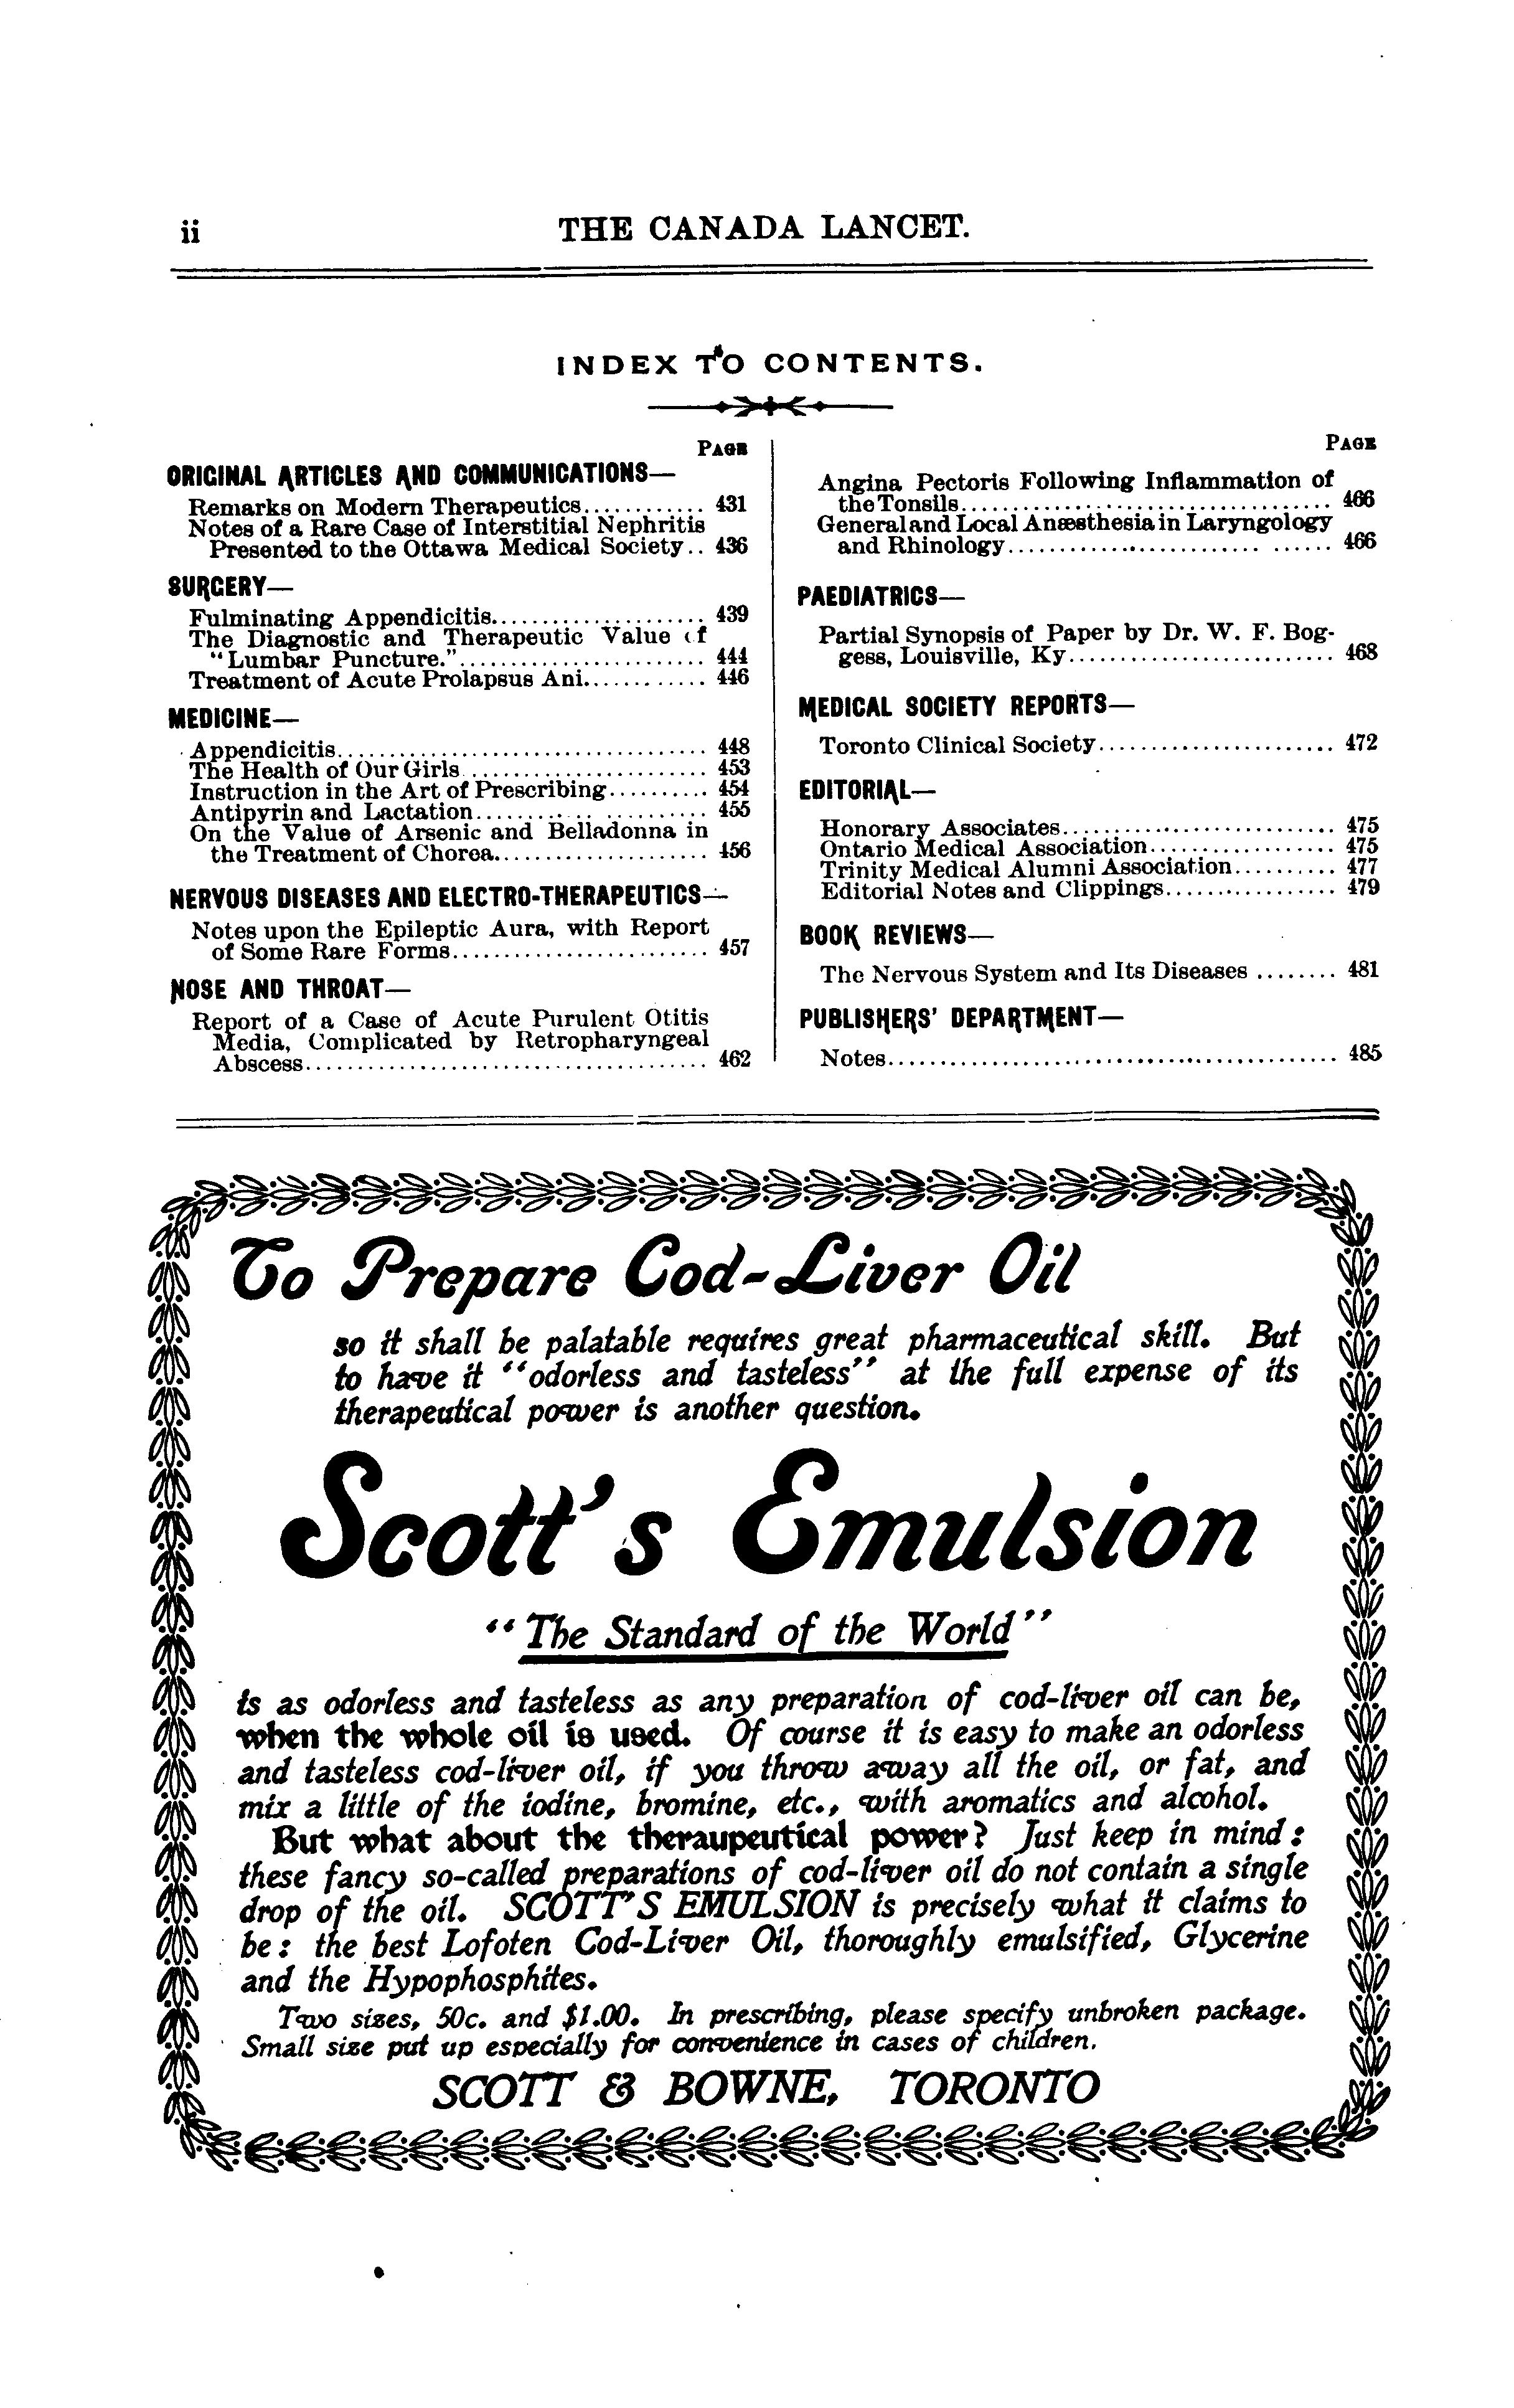 ii
THE CANADA LANCET.
INDEX TO CONTENTS.
PAGE
ORIGINAL ARTICLES AND COMMUNICATIONS—
Remarks on Modern Therapeutics............ 431
Notes of a Rare Case of Interstitial Nephritis
Presented to the Ottawa Medical Society.. 436
SURGERY—
Fulminating Appendicitis..................... 439
The Diagnostic and Therapeutic Value of
"Lumbar Puncture."........................ 444
Treatment of Acute Prolapsus Ani............ 446
MEDICINE—
Appendicitis.................................... 448
The Health of Our Girls........................ 453
Instruction in the Art of Prescribing.......... 454
Antipyrin and Lactation....................... 455
On the Value of Arsenic and Belladonna in
the Treatment of Chorea..................... 456
NERVOUS DISEASES AND ELECTRO-THERAPEUTICS—
Notes upon the Epileptic Aura, with Report
of Some Rare Forms......................... 457
NOSE AND THROAT—
Report of a Case of Acute Purulent Otitis
Media, Complicated by Retropharyngeal
Abscess....................................... 462
PAGE
Angina Pectoris Following Inflammation of
the Tonsils.................................... 466
General and Local Anæsthesia in Laryngology
and Rhinology............................... 466
PAEDIATRICS—
Partial Synopsis of Paper by Dr. W. F. Bog-
gess, Louisville, Ky.......................... 468
MEDICAL SOCIETY REPORTS—
Toronto Clinical Society....................... 472
EDITORIAL—
Honorary Associates........................... 475
Ontario Medical Association.................. 475
Trinity Medical Alumni Association.......... 477
Editorial Notes and Clippings................. 479
BOOK REVIEWS—
The Nervous System and Its Diseases ........ 481
PUBLISHERS' DEPARTMENT—
Notes............................................ 485
To Prepare Cod-Liver Oil
so it shall be palatable requires great pharmaceutical skill. But
to have it "odorless and tasteless" at the full expense of its
therapeutical power is another question.
Scott's Emulsion
"The Standard of the World"
is as odorless and tasteless as any preparation of cod-liver oil can be,
when the whole oil is used. Of course it is easy to make an odorless
and tasteless cod-liver oil, if you throw away all the oil, or fat, and
mix a little of the iodine, bromine, etc., with aromatics and alcohol.
But what about the theraupeutical power? Just keep in mind:
these fancy so-called preparations of cod-liver oil do not contain a single
drop of the oil. SCOTT'S EMULSION is precisely what it claims to
be: the best Lofoten Cod-Liver Oil, thoroughly emulsified, Glycerine
and the Hypophosphites.
Two sizes, 50c. and $1.00. In prescribing, please specify unbroken package.
Small size put up especially for convenience in cases of children.
SCOTT & BOWNE, TORONTO